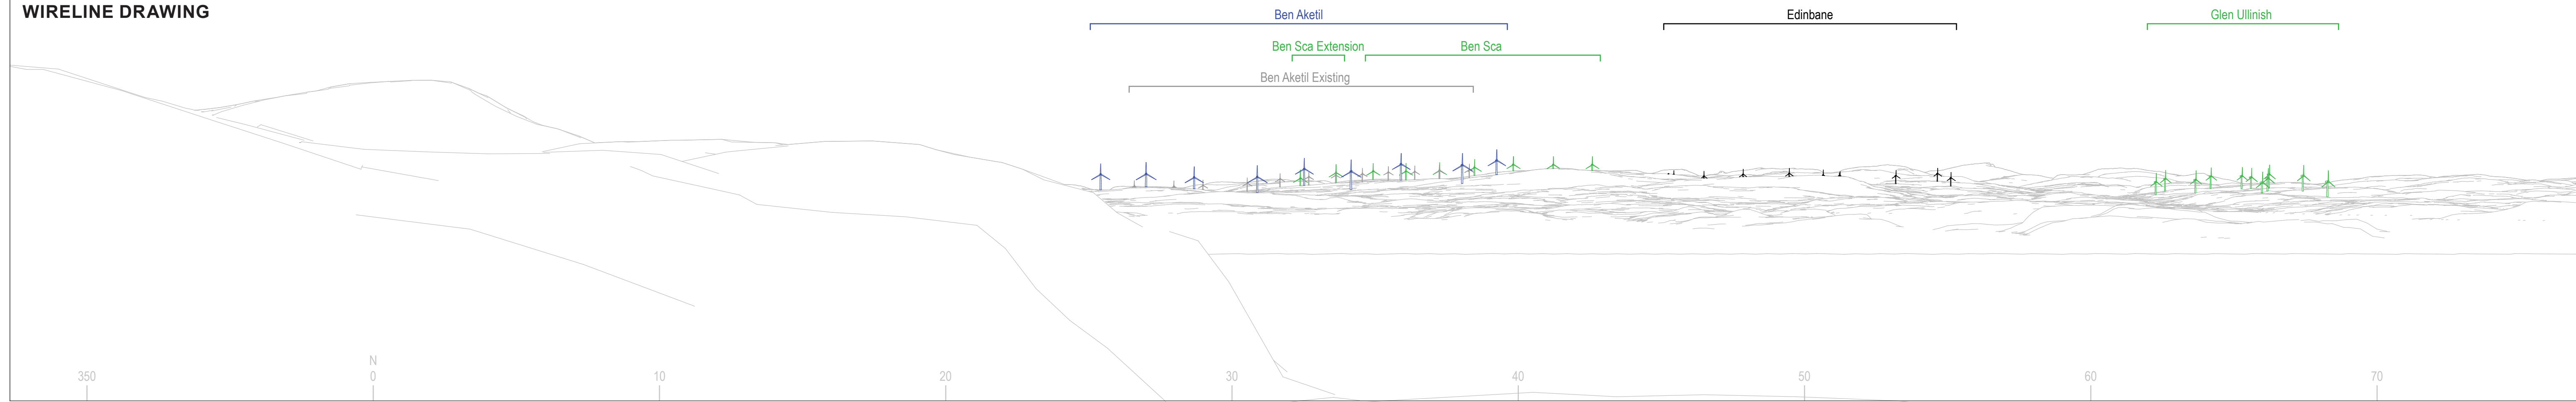 WIRELINE DRAWING
Ben Aketil
Edinbane
Glen Ullinish
Ben Sca Extension
Ben Sca
Ben Aketil Existing
N
350
0
10
20
30
40
50
60
70